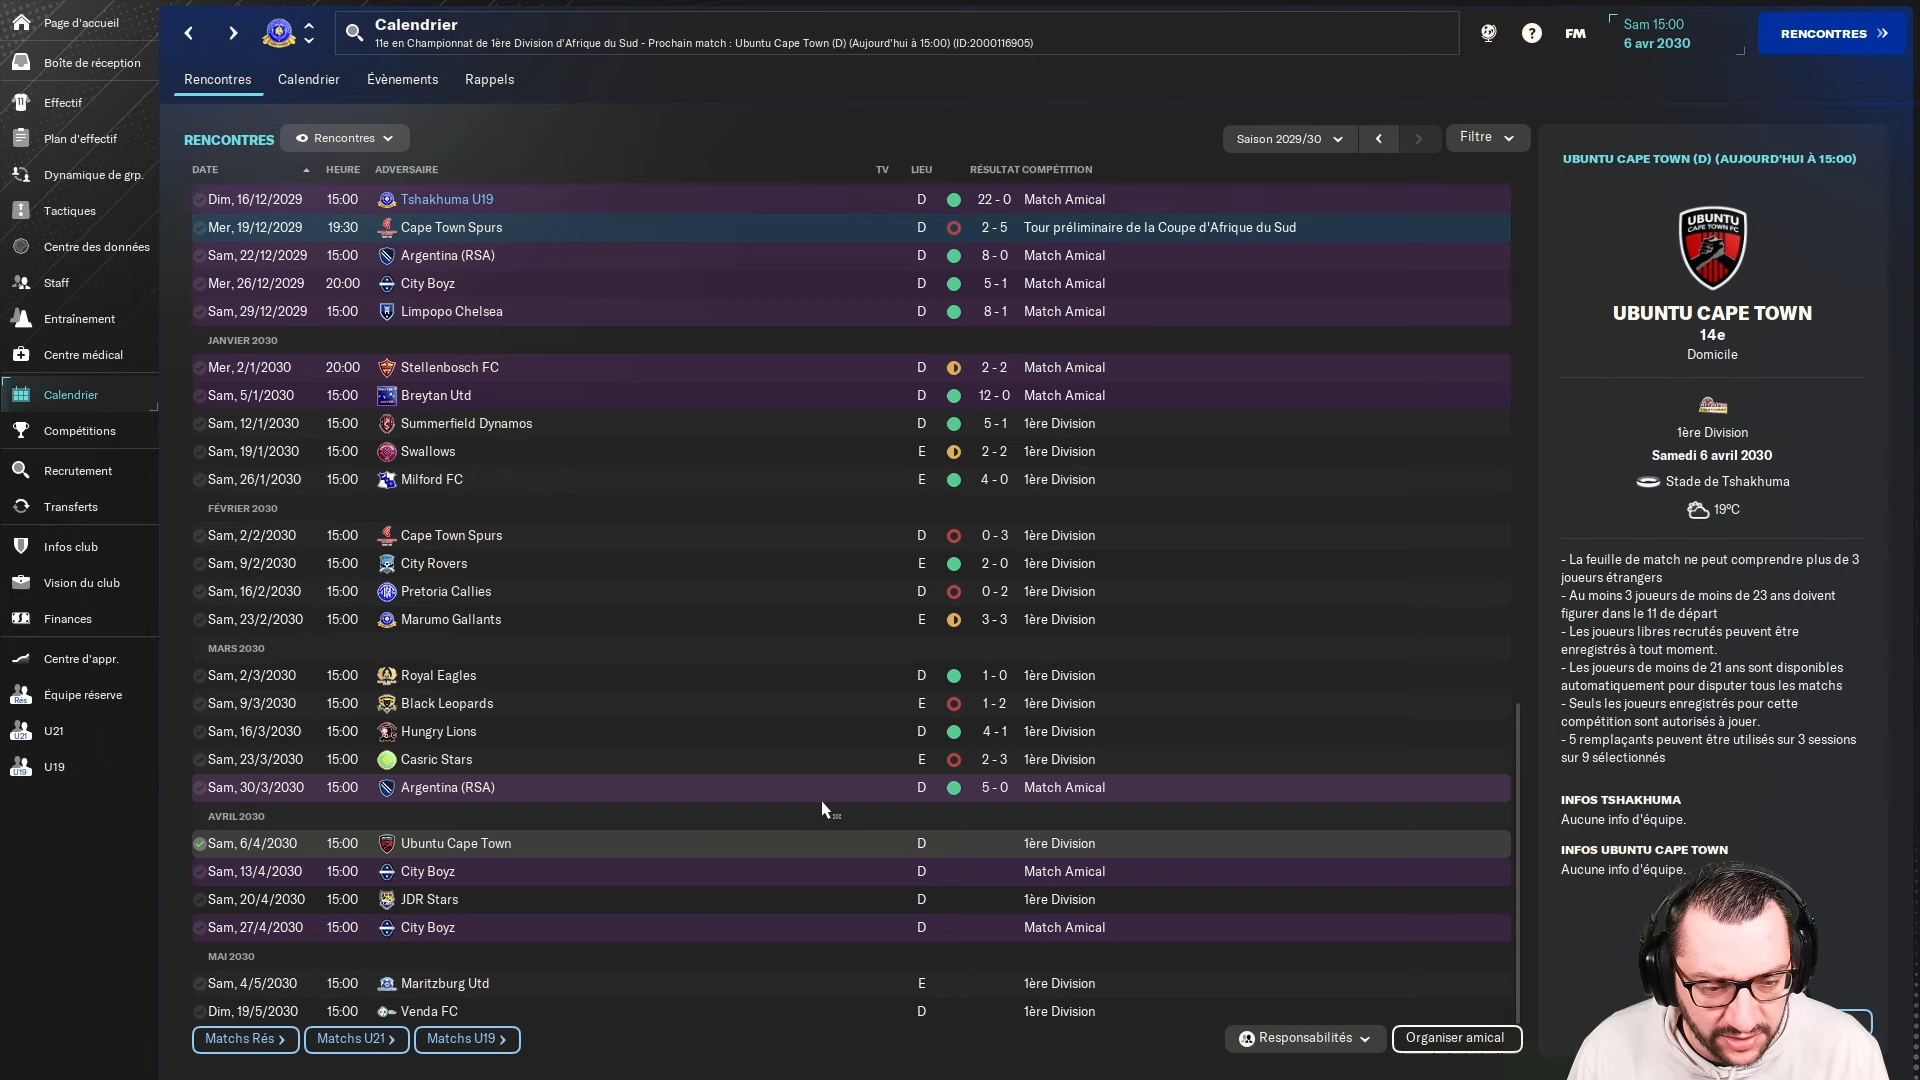 Page d'accueil
Boîte de réception
Effectif
Plan d'effectif
Dynamique de grp.
Tactiques
Centre des données
Staff
Entraînement
Centre médical
Calendrier
Compétitions
Recrutement
Transferts
Infos club
Vision du club
Finances
Centre d'appr.
Équipe réserve
U21
U19
Calendrier
11e en Championnat de 1ère Division d'Afrique du Sud - Prochain match : Ubuntu Cape Town (D) (Aujourd'hui à 15:00) (ID:2000116905)
FM
Sam 15:00
6 avr 2030
RENCONTRES
Rencontres Calendrier Évènements Rappels
RENCONTRES Rencontres Saison 2029/30 Filtre
DATE HEURE ADVERSAIRE TV LIEU RÉSULTAT COMPÉTITION
Dim, 16/12/2029 15:00 Tshakhuma U19 D 22 - 0 Match Amical
Mer, 19/12/2029 19:30 Cape Town Spurs D 2 - 5 Tour préliminaire de la Coupe d'Afrique du Sud
Sam, 22/12/2029 15:00 Argentina (RSA) D 8 - 0 Match Amical
Mer, 26/12/2029 20:00 City Boyz D 5 - 1 Match Amical
Sam, 29/12/2029 15:00 Limpopo Chelsea D 8 - 1 Match Amical
JANVIER 2030
Mer, 2/1/2030 20:00 Stellenbosch FC D 2 - 2 Match Amical
Sam, 5/1/2030 15:00 Breytan Utd D 12 - 0 Match Amical
Sam, 12/1/2030 15:00 Summerfield Dynamos D 5 - 1 1ère Division
Sam, 19/1/2030 15:00 Swallows E 2 - 2 1ère Division
Sam, 26/1/2030 15:00 Milford FC E 4 - 0 1ère Division
FÉVRIER 2030
Sam, 2/2/2030 15:00 Cape Town Spurs D 0 - 3 1ère Division
Sam, 9/2/2030 15:00 City Rovers E 2 - 0 1ère Division
Sam, 16/2/2030 15:00 Pretoria Callies D 0 - 2 1ère Division
Sam, 23/2/2030 15:00 Marumo Gallants E 3 - 3 1ère Division
MARS 2030
Sam, 2/3/2030 15:00 Royal Eagles D 1 - 0 1ère Division
Sam, 9/3/2030 15:00 Black Leopards E 1 - 2 1ère Division
Sam, 16/3/2030 15:00 Hungry Lions D 4 - 1 1ère Division
Sam, 23/3/2030 15:00 Casric Stars E 2 - 3 1ère Division
Sam, 30/3/2030 15:00 Argentina (RSA) D 5 - 0 Match Amical
AVRIL 2030
Sam, 6/4/2030 15:00 Ubuntu Cape Town D 1ère Division
Sam, 13/4/2030 15:00 City Boyz D Match Amical
Sam, 20/4/2030 15:00 JDR Stars D 1ère Division
Sam, 27/4/2030 15:00 City Boyz D Match Amical
MAI 2030
Sam, 4/5/2030 15:00 Maritzburg Utd E 1ère Division
Dim, 19/5/2030 15:00 Venda FC D 1ère Division
Matchs Rés Matchs U21 Matchs U19 Responsabilités Organiser amical
UBUNTU CAPE TOWN (D) (AUJOURD'HUI À 15:00)
UBUNTU
CAPE TOWN FC
UBUNTU CAPE TOWN
14e
Domicile
1ère Division
Samedi 6 avril 2030
Stade de Tshakhuma
19ºC
- La feuille de match ne peut comprendre plus de 3
joueurs étrangers
- Au moins 3 joueurs de moins de 23 ans doivent
figurer dans le 11 de départ
- Les joueurs libres recrutés peuvent être
enregistrés à tout moment.
- Les joueurs de moins de 21 ans sont disponibles
automatiquement pour disputer tous les matchs
- Seuls les joueurs enregistrés pour cette
compétition sont autorisés à jouer.
- 5 remplaçants peuvent être utilisés sur 3 sessions
sur 9 sélectionnés
INFOS TSHAKHUMA
Aucune info d'équipe.
INFOS UBUNTU CAPE TOWN
Aucune info d'équipe.